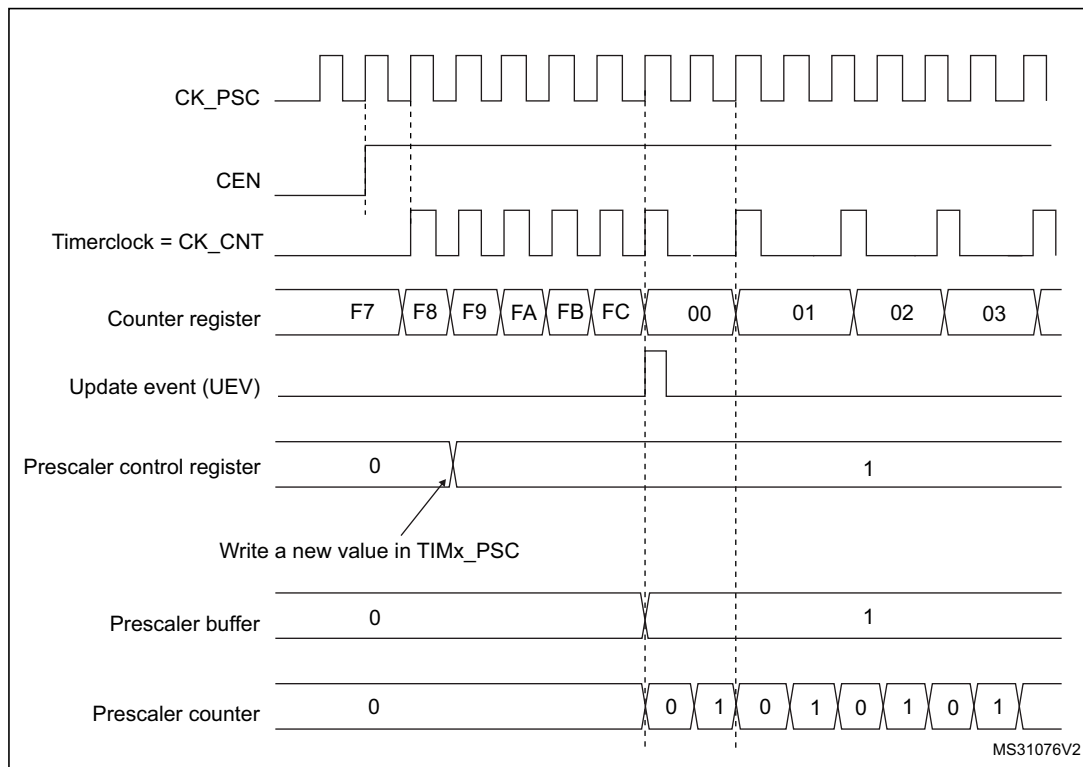 CK_PSC
CEN
Timerclock = CK_CNT
Counter register F7 F8 F9 FA FB FC 00 01 02 03
Update event (UEV)
Prescaler control register 0 1
Write a new value in TIMx_PSC
Prescaler buffer 0 1
Prescaler counter 0 0 1 0 1 0 1 0 1
MS31076V2